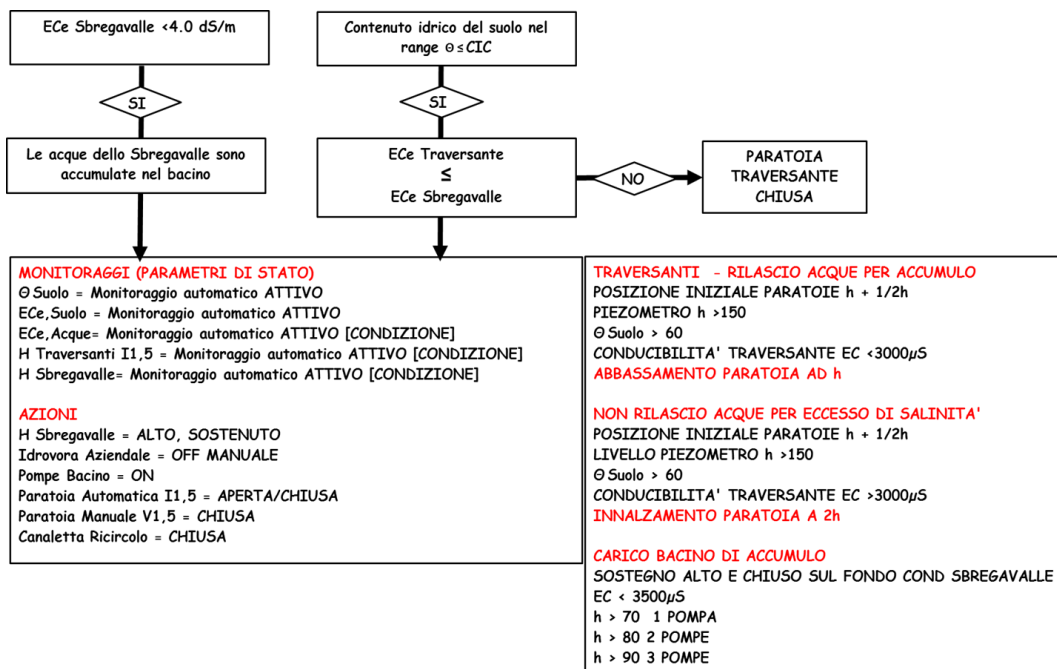 ECe Sbregavalle <4.0 dS/m
SI
Le acque dello Sbregavalle sono
accumulate nel bacino
Contenuto idrico del suolo nel
range Θ ≤ CIC
SI
ECe Traversante
≤
ECe Sbregavalle
NO
PARATOIA
TRAVERSANTE
CHIUSA
MONITORAGGI (PARAMETRI DI STATO)
Θ Suolo = Monitoraggio automatico ATTIVO
ECe,Suolo = Monitoraggio automatico ATTIVO
ECe,Acque= Monitoraggio automatico ATTIVO [CONDIZIONE]
H Traversanti I1,5 = Monitoraggio automatico ATTIVO [CONDIZIONE]
H Sbregavalle= Monitoraggio automatico ATTIVO [CONDIZIONE]
AZIONI
H Sbregavalle = ALTO, SOSTENUTO
Idrovora Aziendale = OFF MANUALE
Pompe Bacino = ON
Paratoia Automatica I1,5 = APERTA/CHIUSA
Paratoia Manuale V1,5 = CHIUSA
Canaletta Ricircolo = CHIUSA
TRAVERSANTI - RILASCIO ACQUE PER ACCUMULO
POSIZIONE INIZIALE PARATOIE h + 1/2h
PIEZOMETRO h >150
Θ Suolo > 60
CONDUCIBILITA' TRAVERSANTE EC <3000µS
ABBASSAMENTO PARATOIA AD h
NON RILASCIO ACQUE PER ECCESSO DI SALINITA'
POSIZIONE INIZIALE PARATOIE h + 1/2h
LIVELLO PIEZOMETRO h >150
Θ Suolo > 60
CONDUCIBILITA' TRAVERSANTE EC >3000µS
INNALZAMENTO PARATOIA A 2h
CARICO BACINO DI ACCUMULO
SOSTEGNO ALTO E CHIUSO SUL FONDO COND SBREGAVALLE
EC < 3500µS
h > 70 1 POMPA
h > 80 2 POMPE
h > 90 3 POMPE